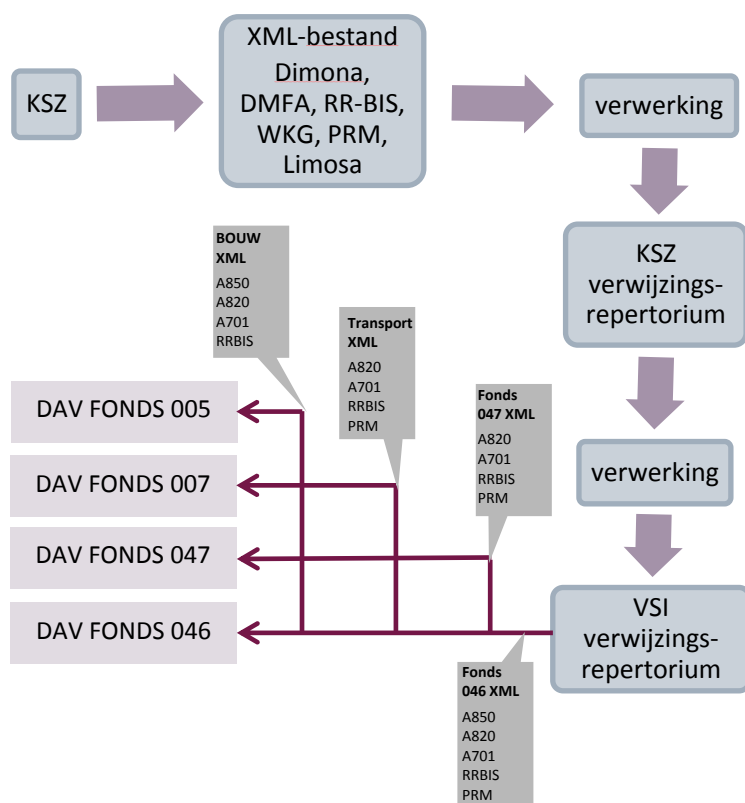 KSZ
XML-bestand
Dimona,
DMFA, RR-BIS,
WKG, PRM,
Limosa
verwerking
KSZ
verwijzings-
repertorium
verwerking
VSI
verwijzings-
repertorium
BOUW
XML
A850
A820
A701
RRBIS
Transport
XML
A820
A701
RRBIS
PRM
Fonds
047 XML
A820
A701
RRBIS
PRM
Fonds
046 XML
A850
A820
A701
RRBIS
PRM
DAV FONDS 005
DAV FONDS 007
DAV FONDS 047
DAV FONDS 046